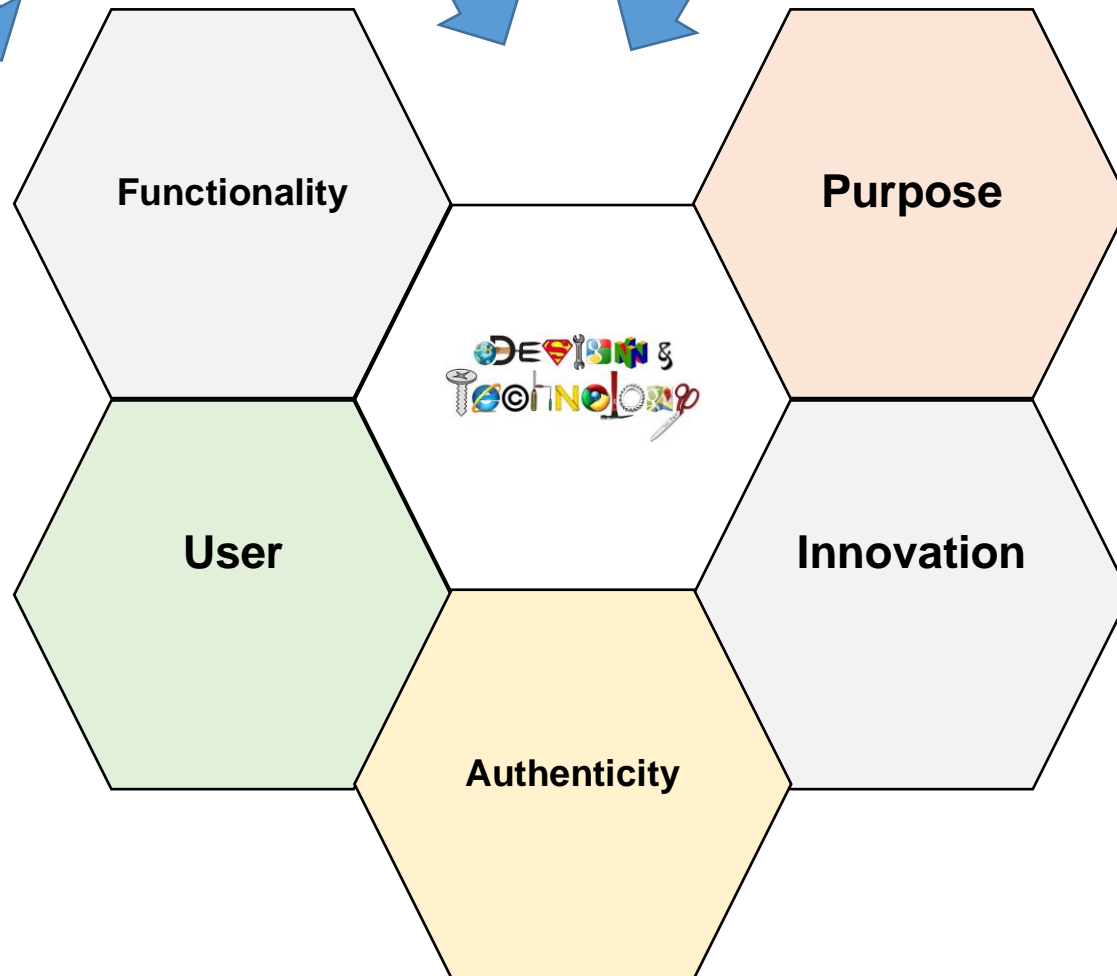 Functionality
Purpose
DESIGN &
TechNology
User
Innovation
Authenticity